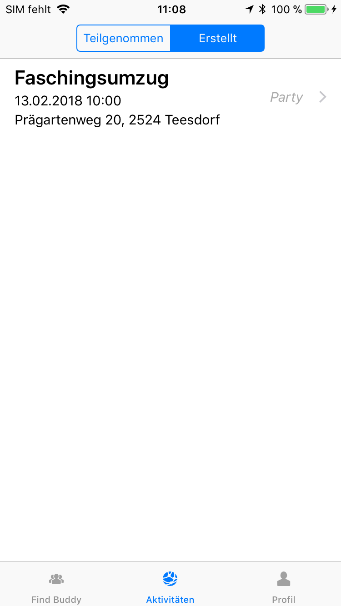 SIM fehlt 11:08 100 %
Teilgenommen Erstellt
Faschingsumzug
13.02.2018 10:00
Party
Prägartenweg 20, 2524 Teesdorf
Find Buddy Aktivitäten Profil